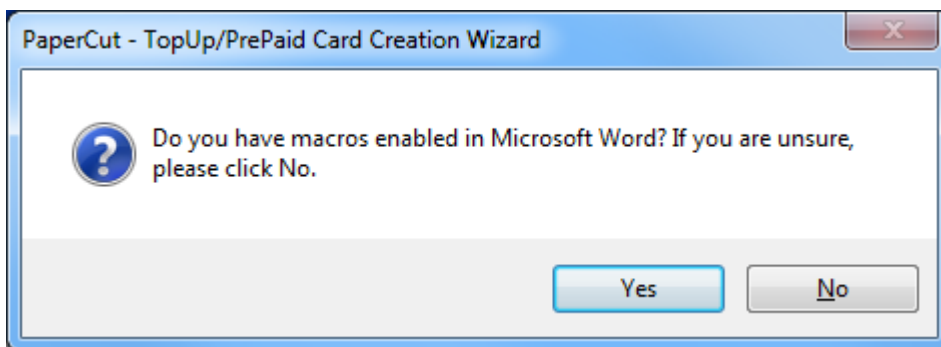 PaperCut - TopUp/PrePaid Card Creation Wizard
Do you have macros enabled in Microsoft Word? If you are unsure,
please click No.
Yes
No